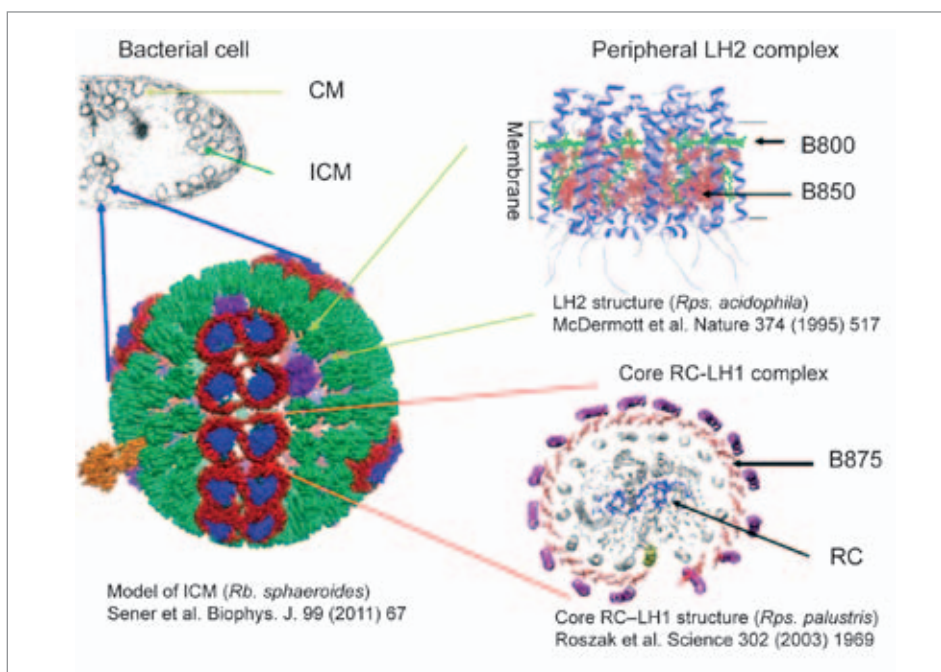 Bacterial cell
CM
ICM
Model of ICM (Rb. sphaeroides)
Sener et al. Biophys. J. 99 (2011) 67
Peripheral LH2 complex
Membrane
B800
B850
LH2 structure (Rps. acidophila)
McDermott et al. Nature 374 (1995) 517
Core RC-LH1 complex
B875
RC
Core RC–LH1 structure (Rps. palustris)
Roszak et al. Science 302 (2003) 1969